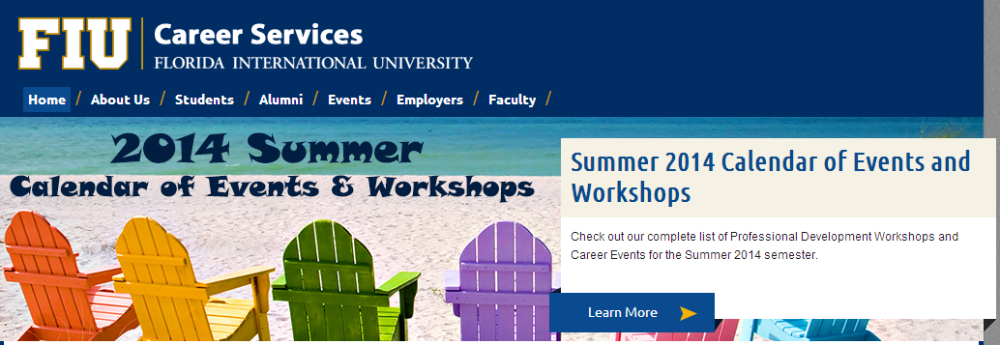 FIU Career Services
FLORIDA INTERNATIONAL UNIVERSITY
Home / About Us / Students / Alumni / Events / Employers / Faculty /
2014 Summer
Calendar of Events & Workshops
Summer 2014 Calendar of Events and
Workshops
Check out our complete list of Professional Development Workshops and
Career Events for the Summer 2014 semester.
Learn More